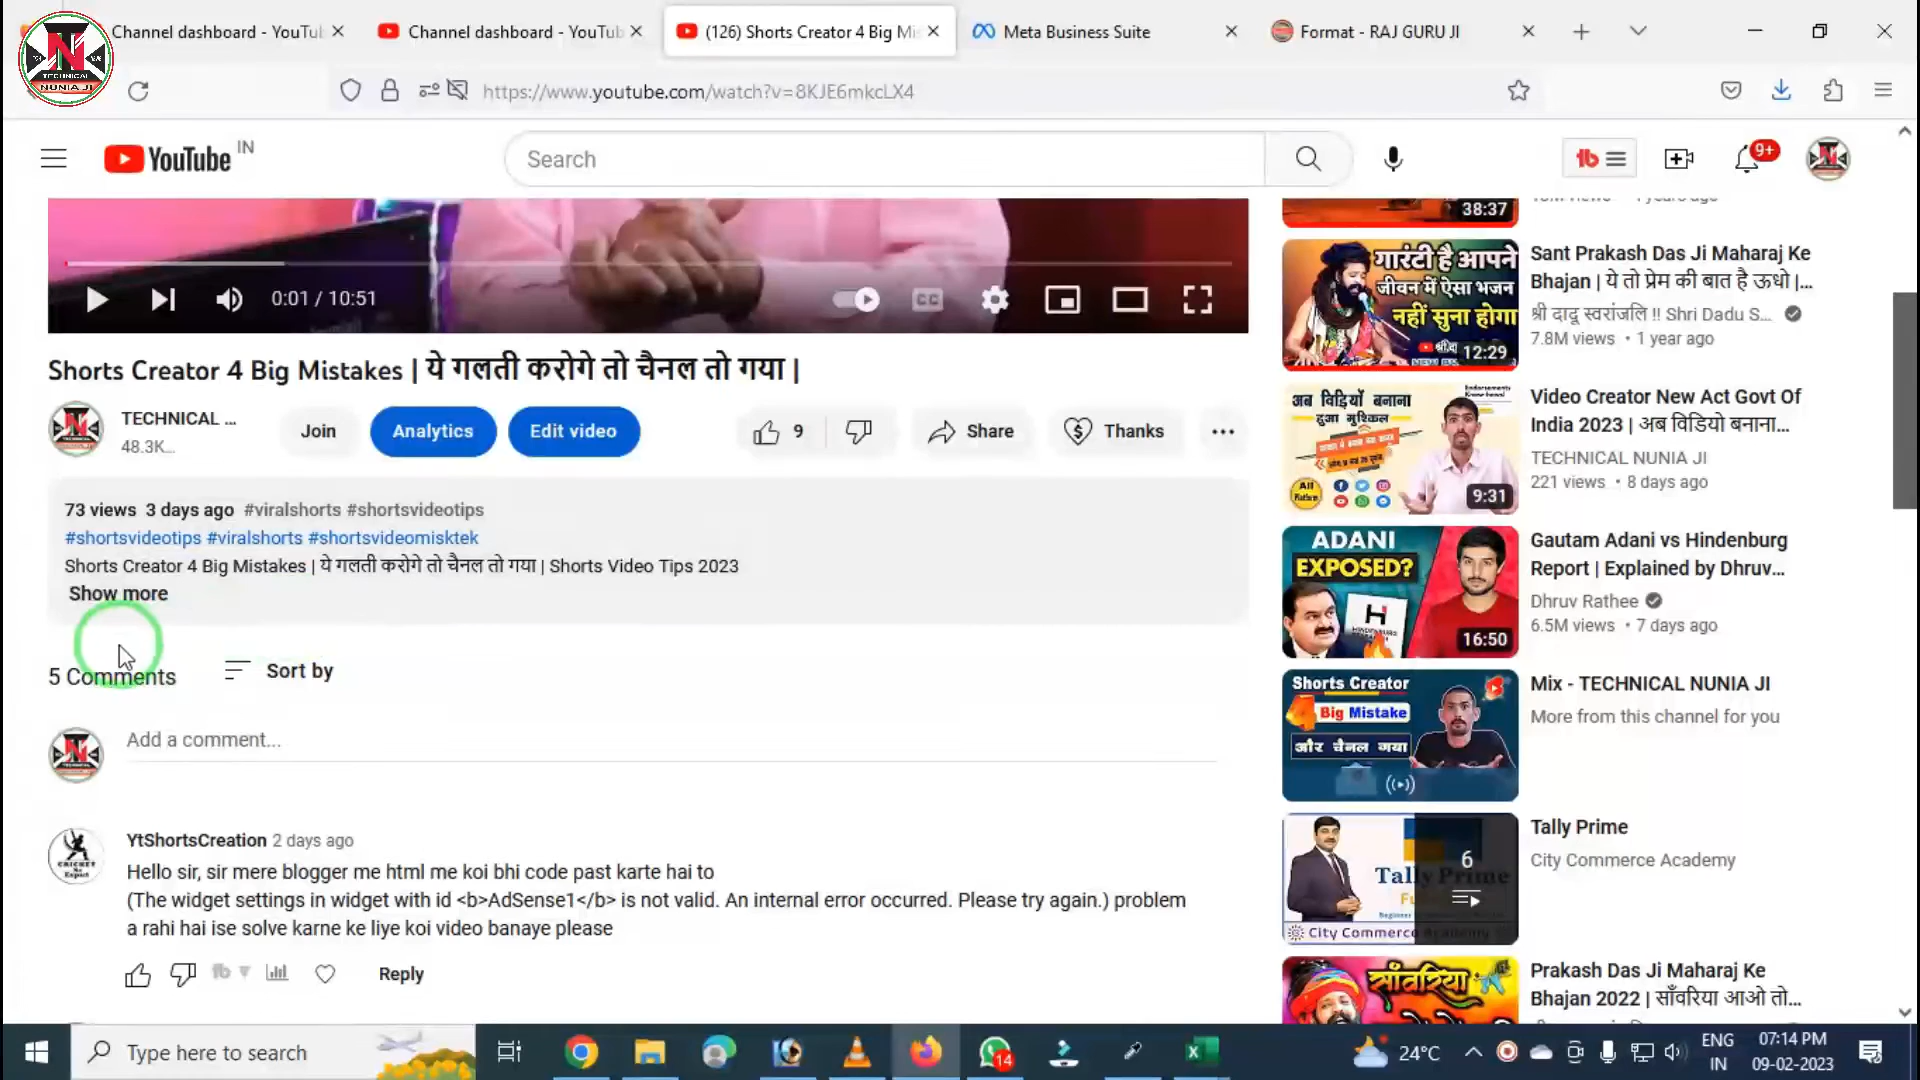 Channel dashboard - YouTu
Channel dashboard - YouTub
(126) Shorts Creator 4 Big Mis
Meta Business Suite
Format - RAJ GURU JI
TECHNICAL
NUNIA JI
https://www.youtube.com/watch?v=8KJE6mkcLX4
YouTube IN
Search
9+
0:01 / 10:51
CC
Shorts Creator 4 Big Mistakes | ये गलती करोगे तो चैनल तो गया |
TECHNICAL ...
48.3K...
Join
Analytics
Edit video
9
Share
Thanks
73 views 3 days ago #viralshorts #shortsvideotips
#shortsvideotips #viralshorts #shortsvideomisktek
Shorts Creator 4 Big Mistakes | ये गलती करोगे तो चैनल तो गया | Shorts Video Tips 2023
Show more
5 Comments
Sort by
Add a comment...
YtShortsCreation 2 days ago
Hello sir, sir mere blogger me html me koi bhi code past karte hai to
(The widget settings in widget with id <b>AdSense1</b> is not valid. An internal error occurred. Please try again.) problem
a rahi hai ise solve karne ke liye koi video banaye please
Reply
38:37
गारंटी है आपने
जीवन में ऐसा भजन
नहीं सुना होगा
12:29
Sant Prakash Das Ji Maharaj Ke
Bhajan | ये तो प्रेम की बात है ऊधो |...
श्री दादू स्वरांजलि !! Shri Dadu S...
7.8M views • 1 year ago
अब विडियो बनाना
हुआ मुश्किल
All
9:31
Video Creator New Act Govt Of
India 2023 | अब विडियो बनाना...
TECHNICAL NUNIA JI
221 views • 8 days ago
ADANI
EXPOSED?
16:50
Gautam Adani vs Hindenburg
Report | Explained by Dhruv...
Dhruv Rathee
6.5M views • 7 days ago
Shorts Creator
4 Big Mistake
और चैनल गया
Mix - TECHNICAL NUNIA JI
More from this channel for you
Tally Prime
6
City Commerce Academy
Tally Prime
City Commerce Academy
साँवरिया
Prakash Das Ji Maharaj Ke
Bhajan 2022 | साँवरिया आओ तो...
Type here to search
14
24°C
ENG
IN
07:14 PM
09-02-2023